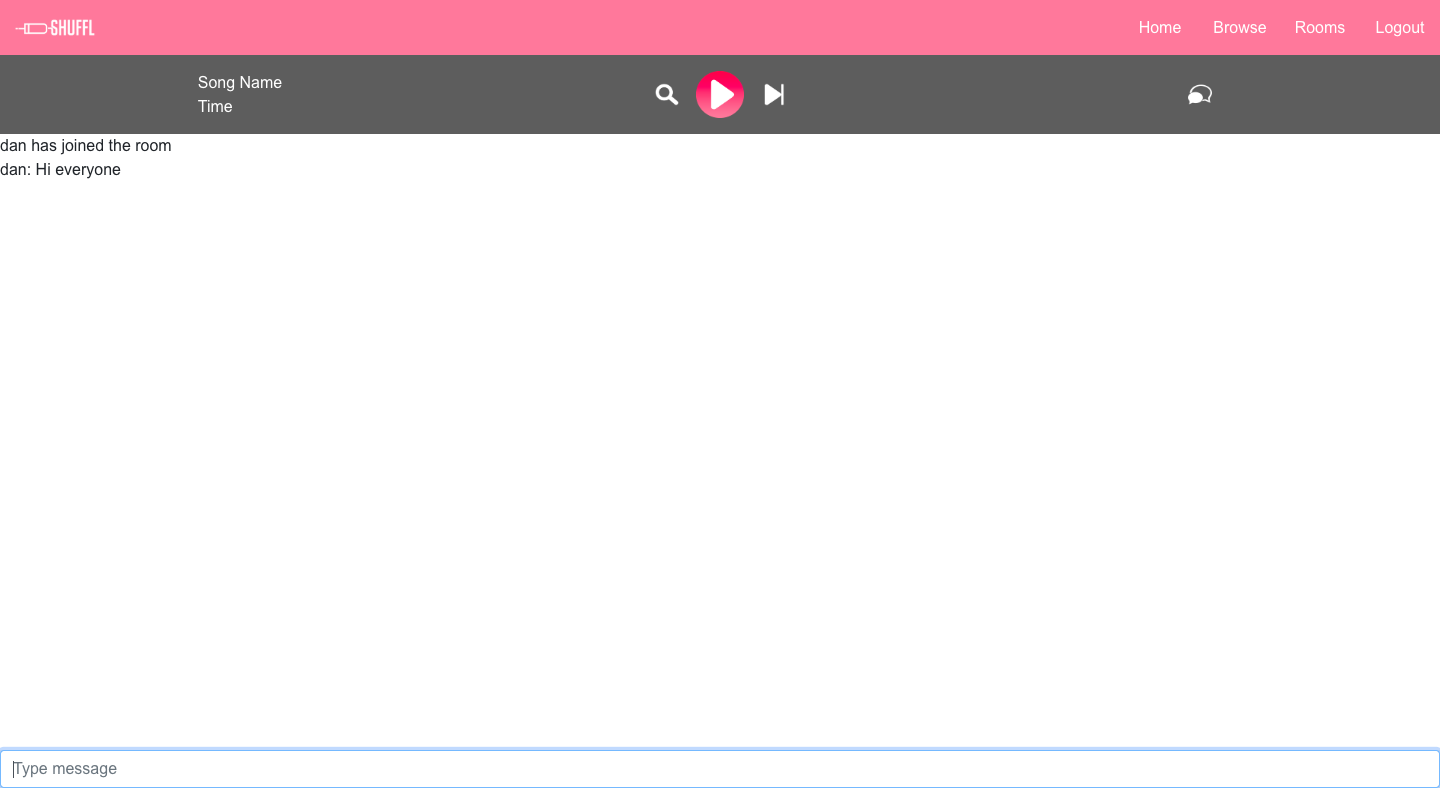 SHUFFL
Home Browse Rooms Logout
Song Name
Time
dan has joined the room
dan: Hi everyone
Type message